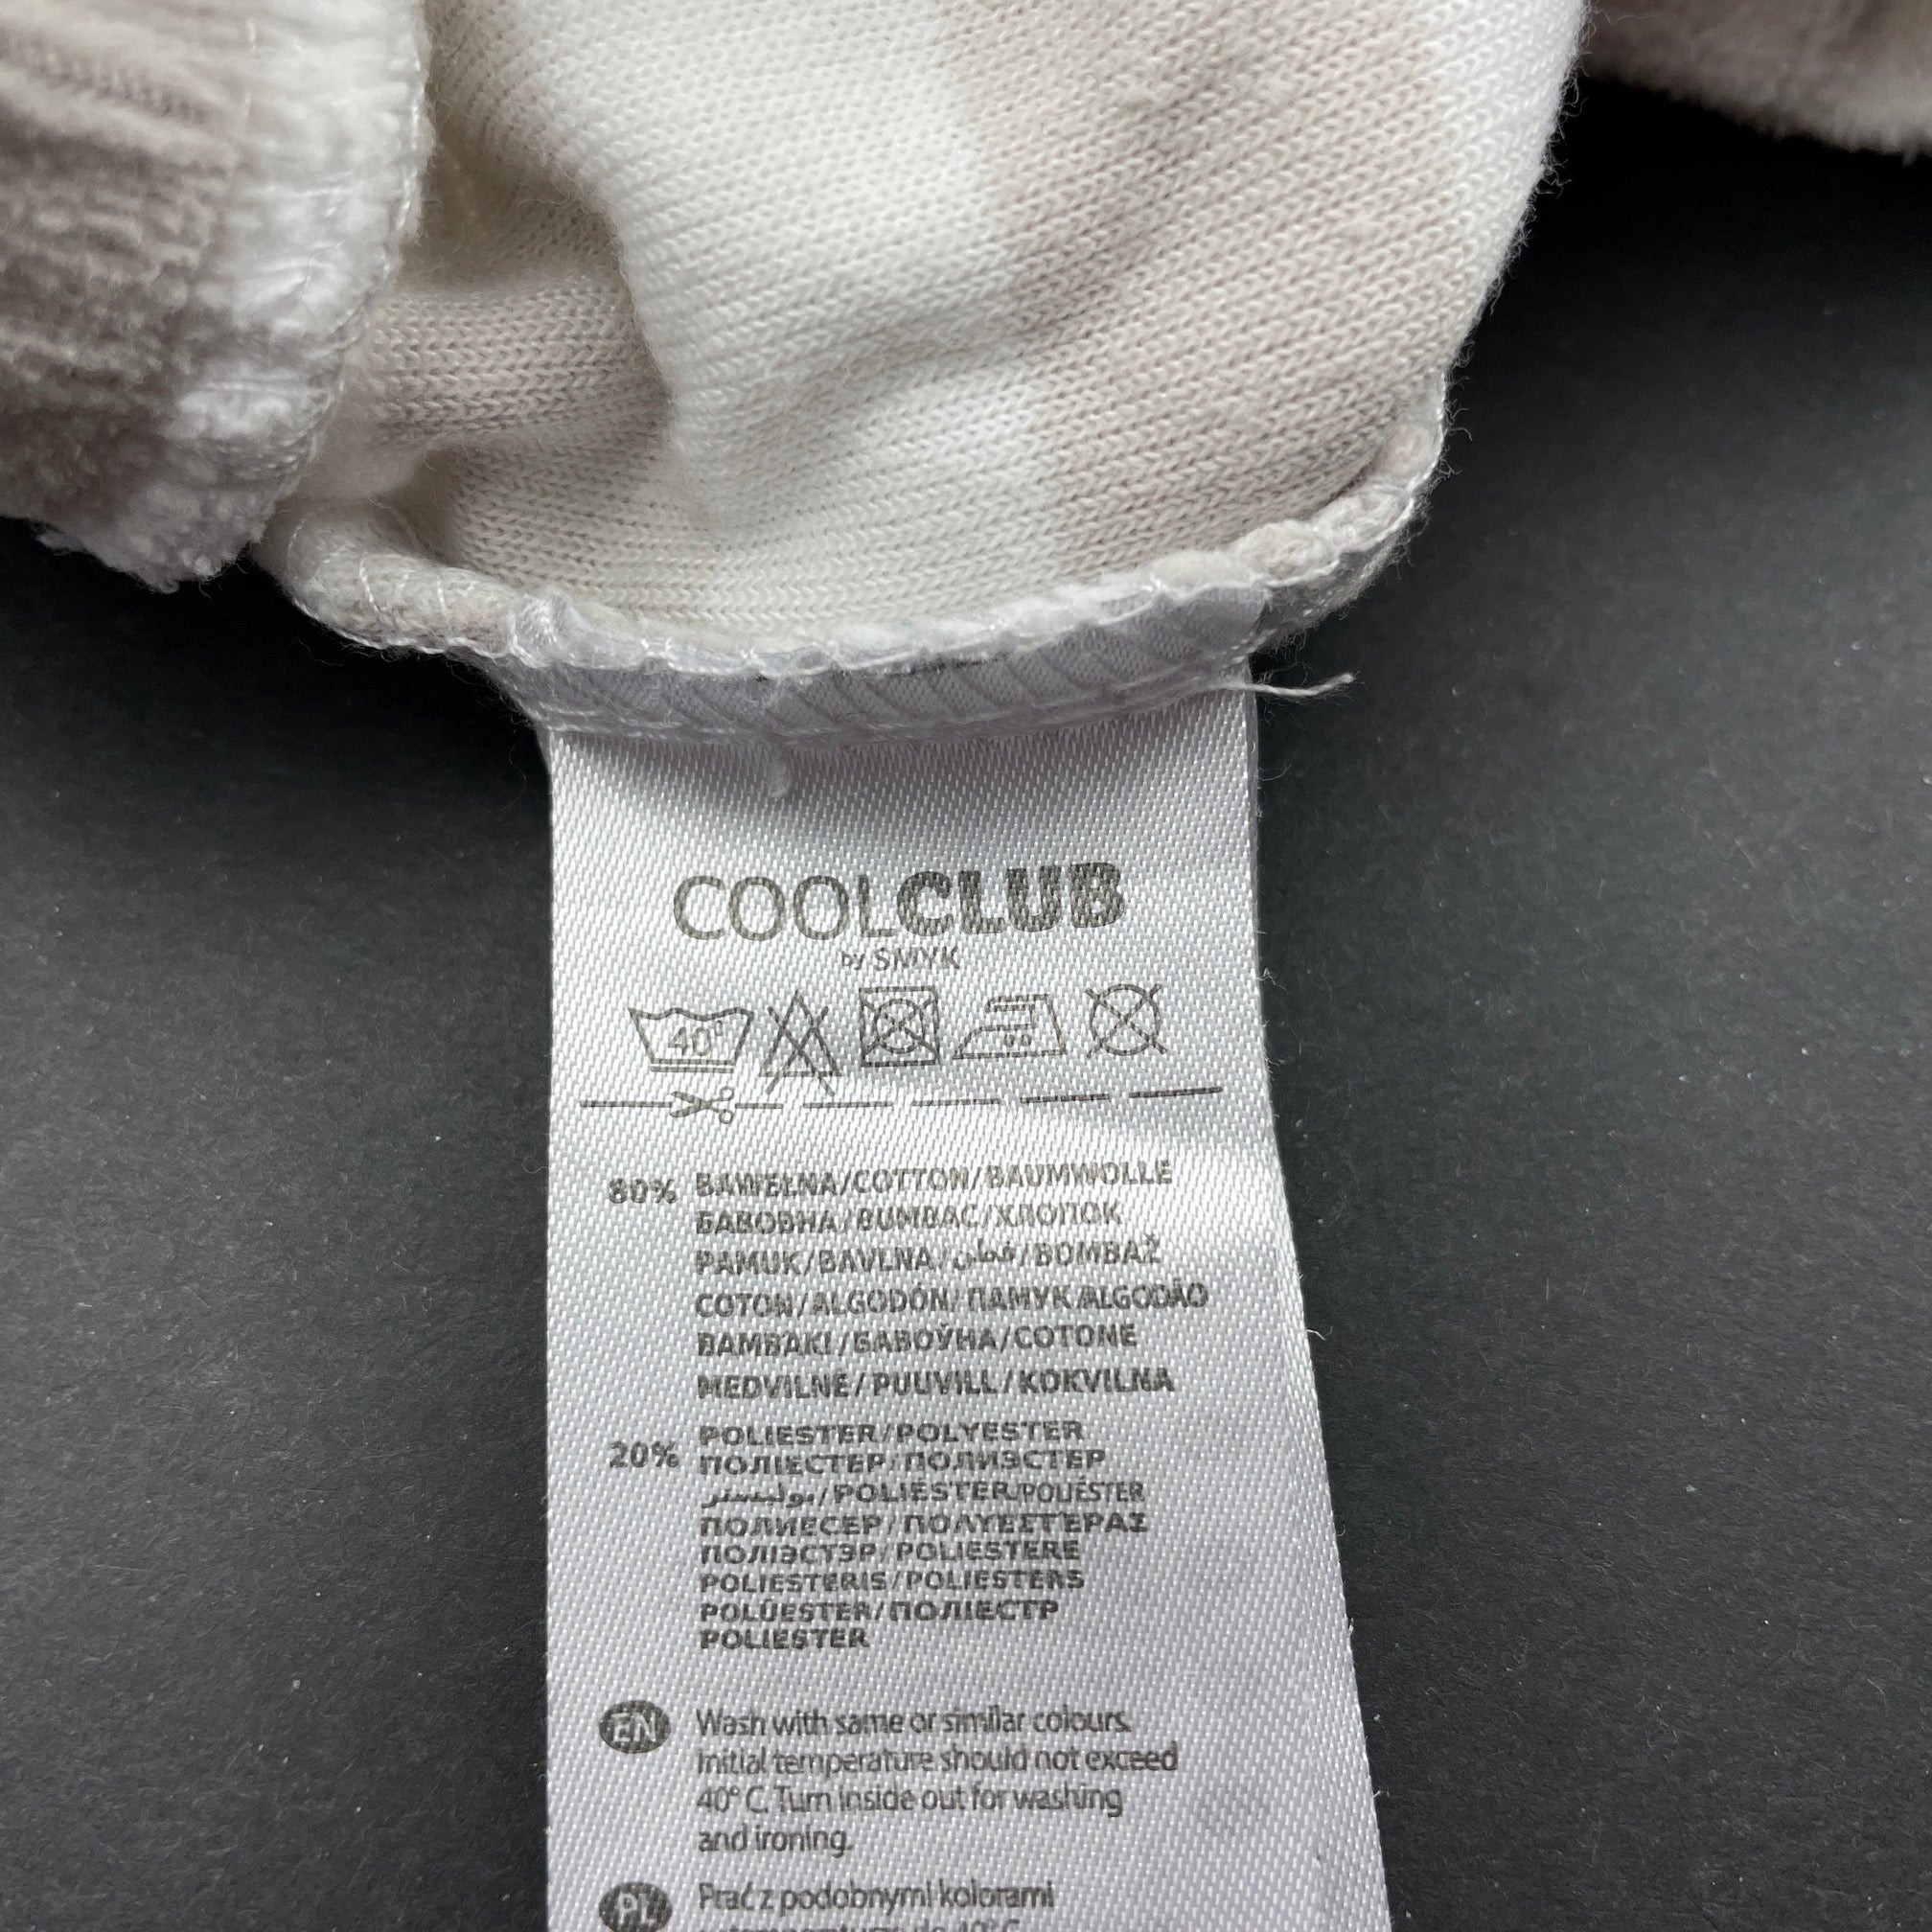 COOLCLUB
by SMYK
40°
80% BAWEŁNA/COTTON/BAUMWOLLE
БАВОВНА/BUMBAC/ХЛОПОК
PAMUK/BAVLNA/قطن/BOMBAŽ
COTON/ALGODÓN/ПАМУК/ALGODÃO
BAMBAKI/БАВОЎНА/COTONE
MEDVILNĖ/PUUVILL/KOKVILNA
20% POLIESTER/POLYESTER
ПОЛІЕСТЕР/ПОЛИЭСТЕР
بوليستر/POLIÉSTER/POLIÉSTER
ПОЛИЕСЕР/ΠΟΛΥΕΣΤΕΡΑΣ
ПОЛІЭСТЭР/POLIESTERE
POLIESTERIS/POLIESTERS
POLÜESTER/ПОЛІЕСТР
POLIESTER
EN Wash with same or similar colours.
Initial temperature should not exceed
40° C. Turn inside out for washing
and ironing.
PL Prać z podobnymi kolorami